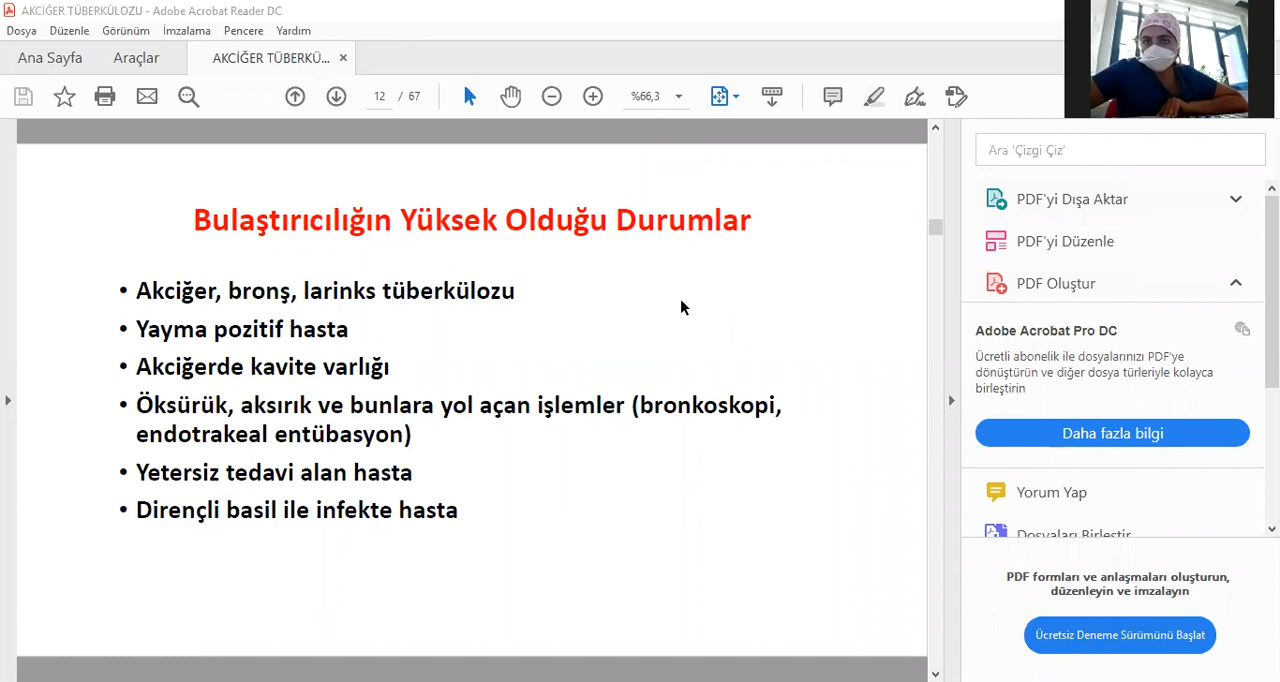 AKCİĞER TÜBERKÜLOZU - Adobe Acrobat Reader DC
Dosya Düzenle Görünüm İmzalama Pencere Yardım
Ana Sayfa Araçlar AKCİĞER TÜBERKÜ... ×
12 / 67 %66,3
Ara 'Çizgi Çiz'
Bulaştırıcılığın Yüksek Olduğu Durumlar
• Akciğer, bronş, larinks tüberkülozu
• Yayma pozitif hasta
• Akciğerde kavite varlığı
• Öksürük, aksırık ve bunlara yol açan işlemler (bronkoskopi,
endotrakeal entübasyon)
• Yetersiz tedavi alan hasta
• Dirençli basil ile infekte hasta
PDF'yi Dışa Aktar
PDF'yi Düzenle
PDF Oluştur
Adobe Acrobat Pro DC
Ücretli abonelik ile dosyalarınızı PDF'ye
dönüştürün ve diğer dosya türleriyle kolayca
birleştirin
Daha fazla bilgi
Yorum Yap
Dosyaları Birleştir
PDF formları ve anlaşmaları oluşturun,
düzenleyin ve imzalayın
Ücretsiz Deneme Sürümünü Başlat